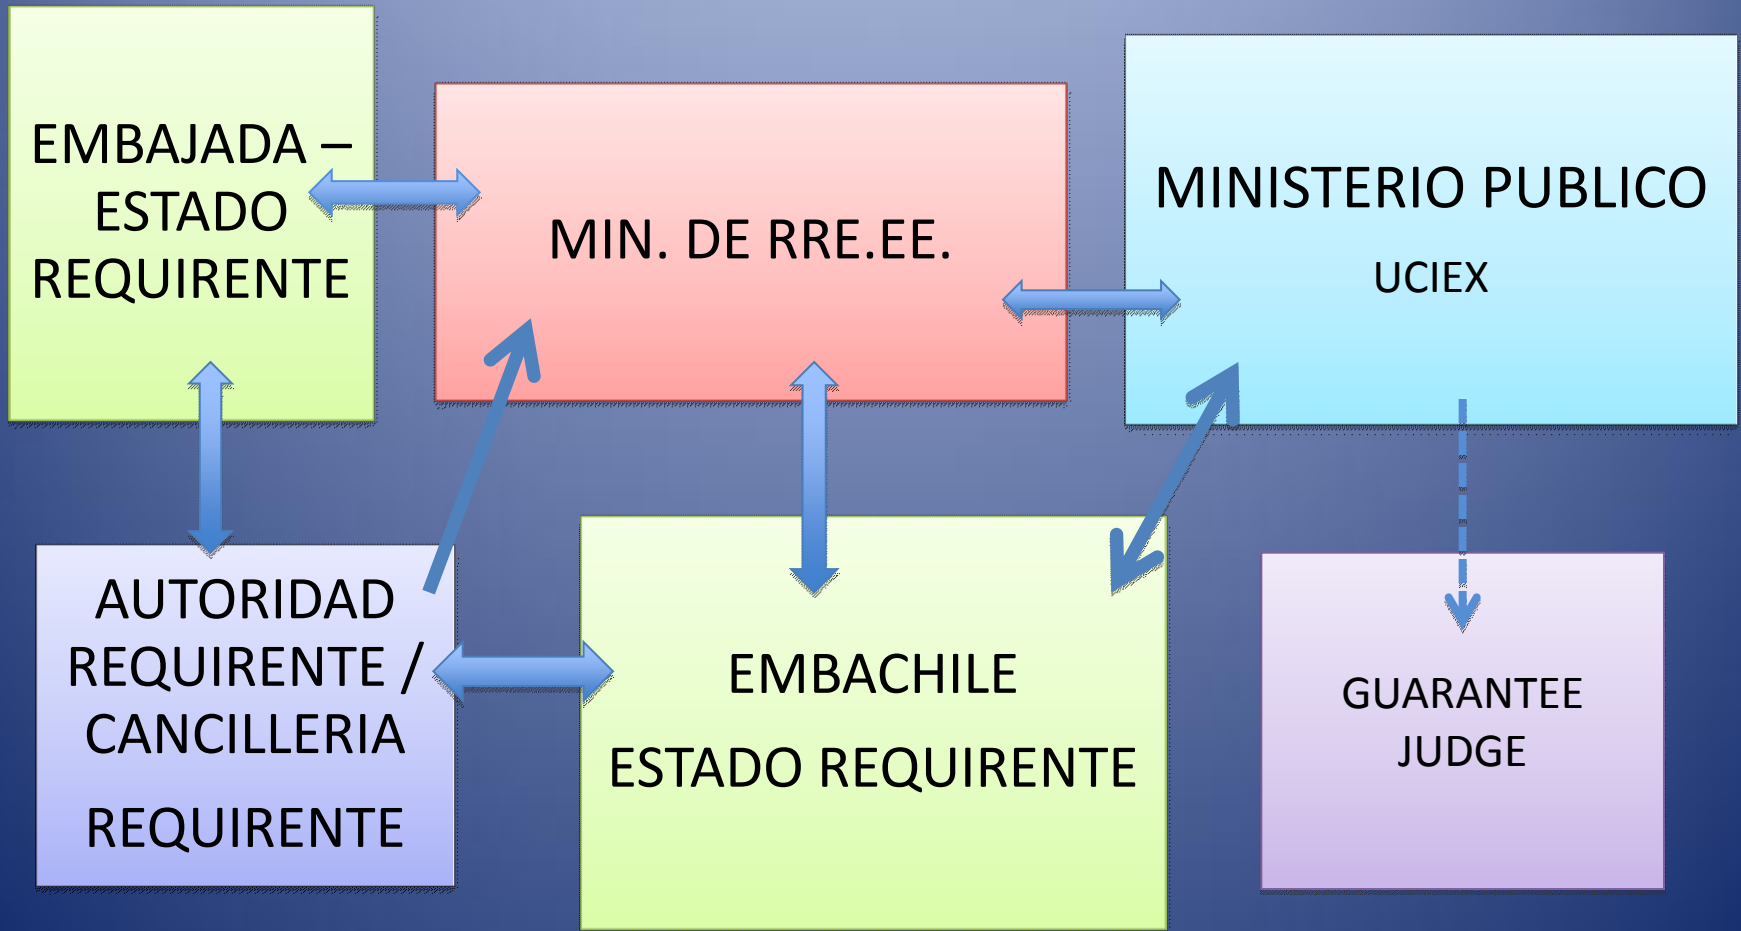 EMBAJADA –
ESTADO
REQUIRENTE
MIN. DE RRE.EE.
MINISTERIO PUBLICO
UCIEX
AUTORIDAD
REQUIRENTE /
CANCILLERIA
REQUIRENTE
EMBACHILE
ESTADO REQUIRENTE
GUARANTEE
JUDGE